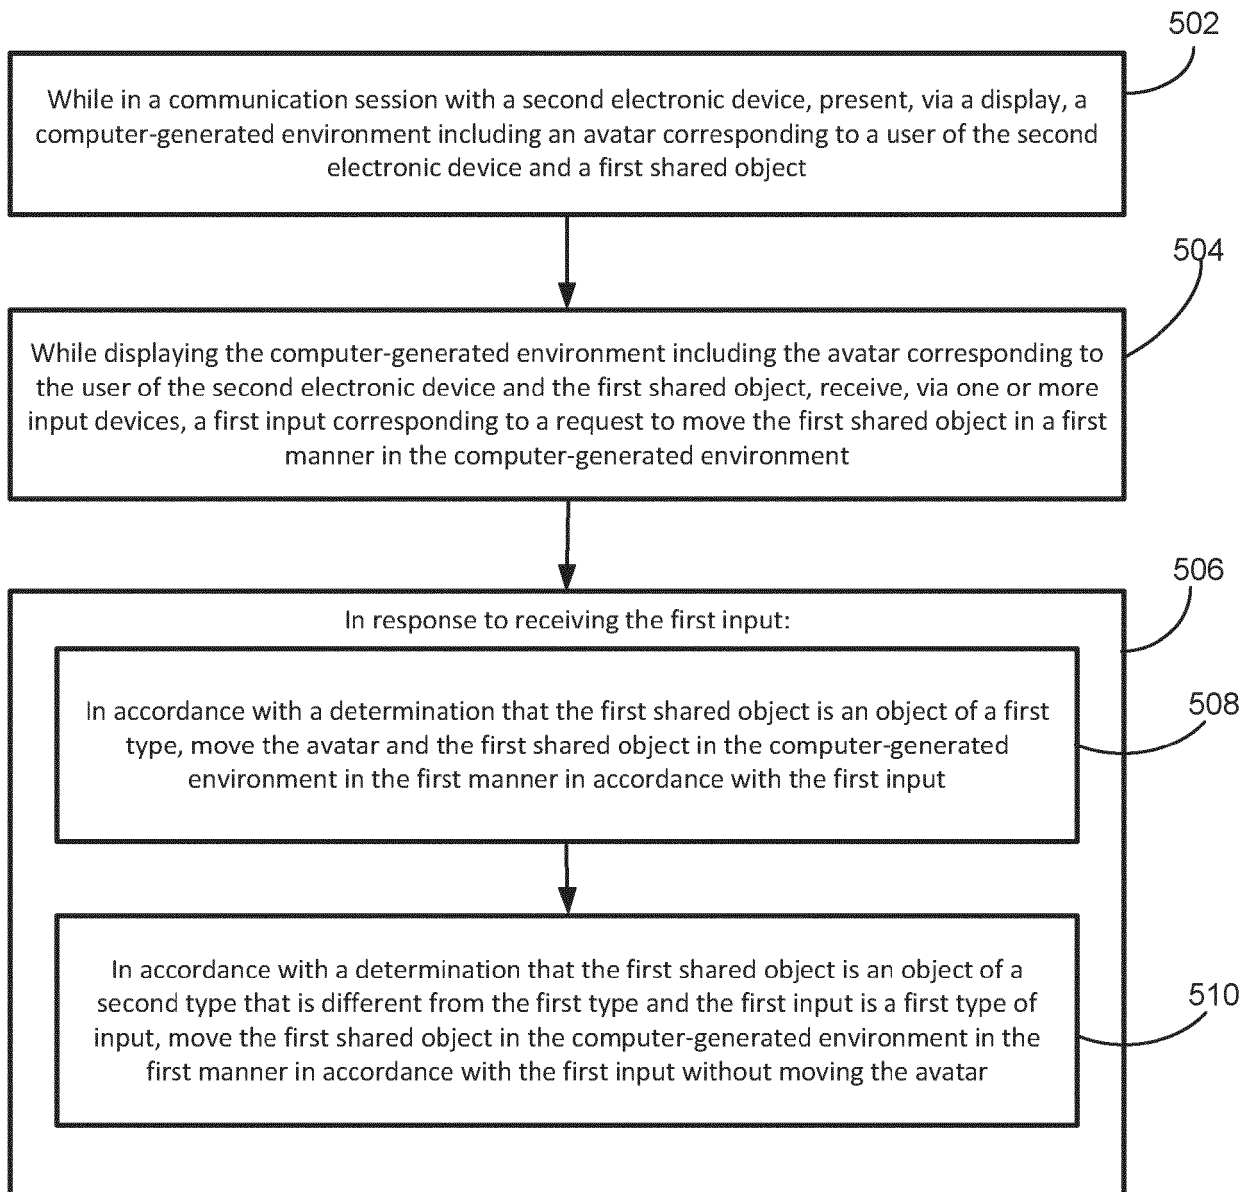 502
While in a communication session with a second electronic device, present, via a display, a
computer-generated environment including an avatar corresponding to a user of the second
electronic device and a first shared object
504
While displaying the computer-generated environment including the avatar corresponding to
the user of the second electronic device and the first shared object, receive, via one or more
input devices, a first input corresponding to a request to move the first shared object in a first
manner in the computer-generated environment
506
In response to receiving the first input:
508
In accordance with a determination that the first shared object is an object of a first
type, move the avatar and the first shared object in the computer-generated
environment in the first manner in accordance with the first input
510
In accordance with a determination that the first shared object is an object of a
second type that is different from the first type and the first input is a first type of
input, move the first shared object in the computer-generated environment in the
first manner in accordance with the first input without moving the avatar